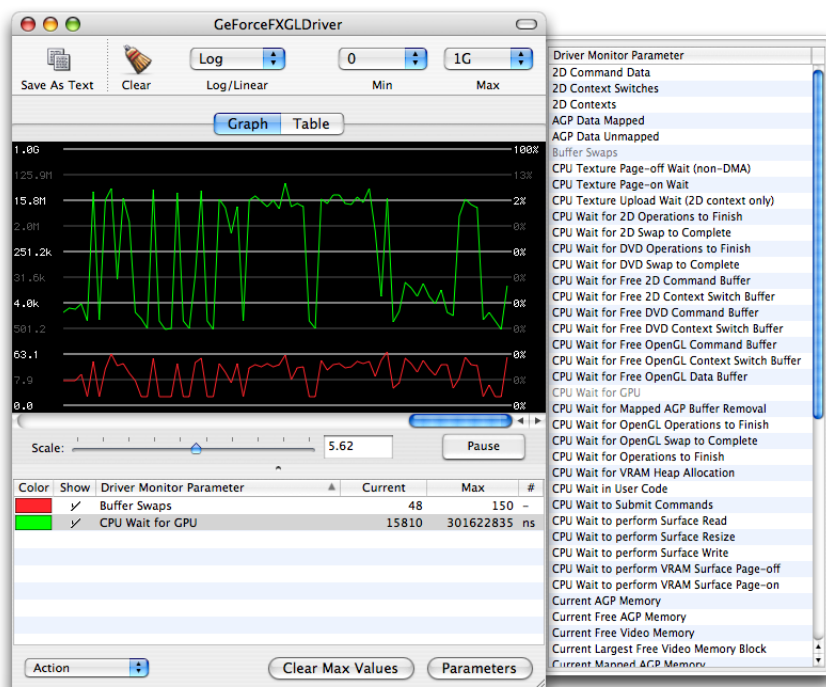 GeForceFXGLDriver
Log 0 1G
Save As Text Clear Log/Linear Min Max
Graph Table
1.0G 100%
125.9M 13%
15.8M 2%
2.0M 0%
251.2k 0%
31.6k 0%
4.0k 0%
501.2 0%
63.1 0%
7.9 0%
0.0 0%
Scale: 5.62 Pause
Color Show Driver Monitor Parameter Current Max #
Buffer Swaps 48 150 –
CPU Wait for GPU 15810 301622835 ns
Action Clear Max Values Parameters
Driver Monitor Parameter
2D Command Data
2D Context Switches
2D Contexts
AGP Data Mapped
AGP Data Unmapped
Buffer Swaps
CPU Texture Page-off Wait (non-DMA)
CPU Texture Page-on Wait
CPU Texture Upload Wait (2D context only)
CPU Wait for 2D Operations to Finish
CPU Wait for 2D Swap to Complete
CPU Wait for DVD Operations to Finish
CPU Wait for DVD Swap to Complete
CPU Wait for Free 2D Command Buffer
CPU Wait for Free 2D Context Switch Buffer
CPU Wait for Free DVD Command Buffer
CPU Wait for Free DVD Context Switch Buffer
CPU Wait for Free OpenGL Command Buffer
CPU Wait for Free OpenGL Context Switch Buffer
CPU Wait for Free OpenGL Data Buffer
CPU Wait for GPU
CPU Wait for Mapped AGP Buffer Removal
CPU Wait for OpenGL Operations to Finish
CPU Wait for OpenGL Swap to Complete
CPU Wait for Operations to Finish
CPU Wait for VRAM Heap Allocation
CPU Wait in User Code
CPU Wait to Submit Commands
CPU Wait to perform Surface Read
CPU Wait to perform Surface Resize
CPU Wait to perform Surface Write
CPU Wait to perform VRAM Surface Page-off
CPU Wait to perform VRAM Surface Page-on
Current AGP Memory
Current Free AGP Memory
Current Free Video Memory
Current Largest Free Video Memory Block
Current Mapped AGP Memory